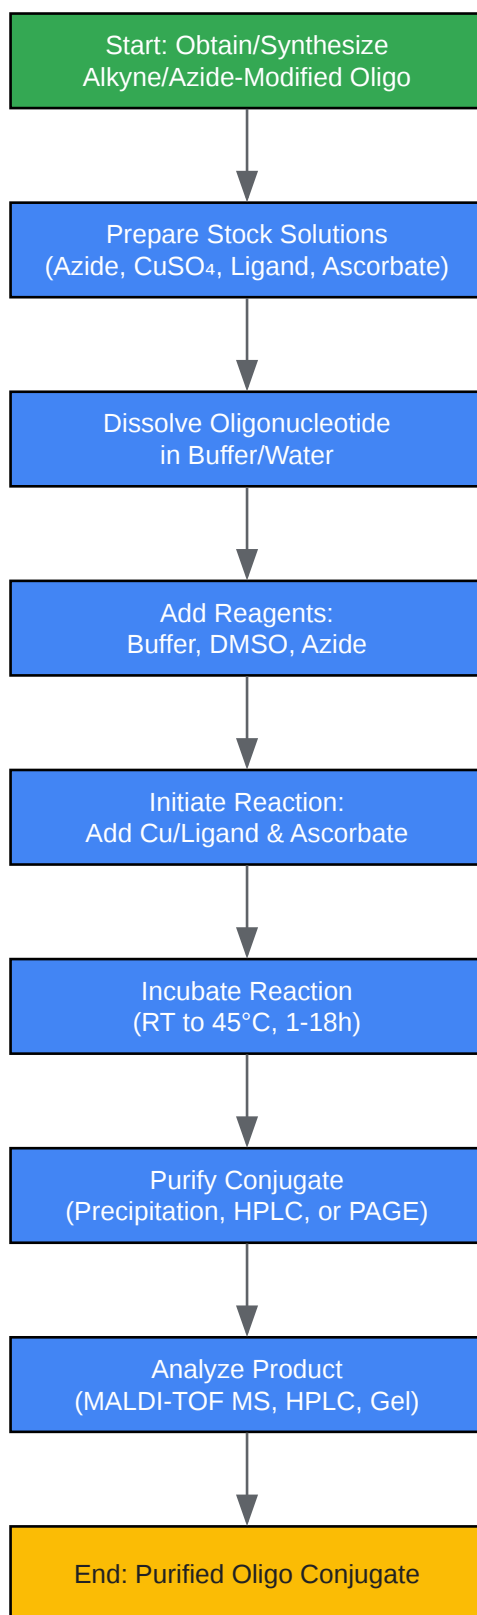 Start: Obtain/Synthesize
Alkyne/Azide-Modified Oligo
Prepare Stock Solutions
(Azide, CuSO₄, Ligand, Ascorbate)
Dissolve Oligonucleotide
in Buffer/Water
Add Reagents:
Buffer, DMSO, Azide
Initiate Reaction:
Add Cu/Ligand & Ascorbate
Incubate Reaction
(RT to 45°C, 1-18h)
Purify Conjugate
(Precipitation, HPLC, or PAGE)
Analyze Product
(MALDI-TOF MS, HPLC, Gel)
End: Purified Oligo Conjugate